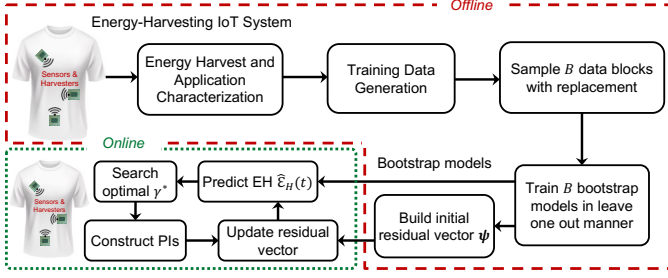 Offline
Energy-Harvesting IoT System
Sensors &
Harvesters
Energy Harvest and
Application
Characterization
Training Data
Generation
Sample B data blocks
with replacement
Online
Sensors &
Harvesters
Search
optimal γ*
Predict EH ℰ̂_H(t)
Bootstrap models
Train B bootstrap
models in leave
one out manner
Construct PIs
Update residual
vector
Build initial
residual vector ψ